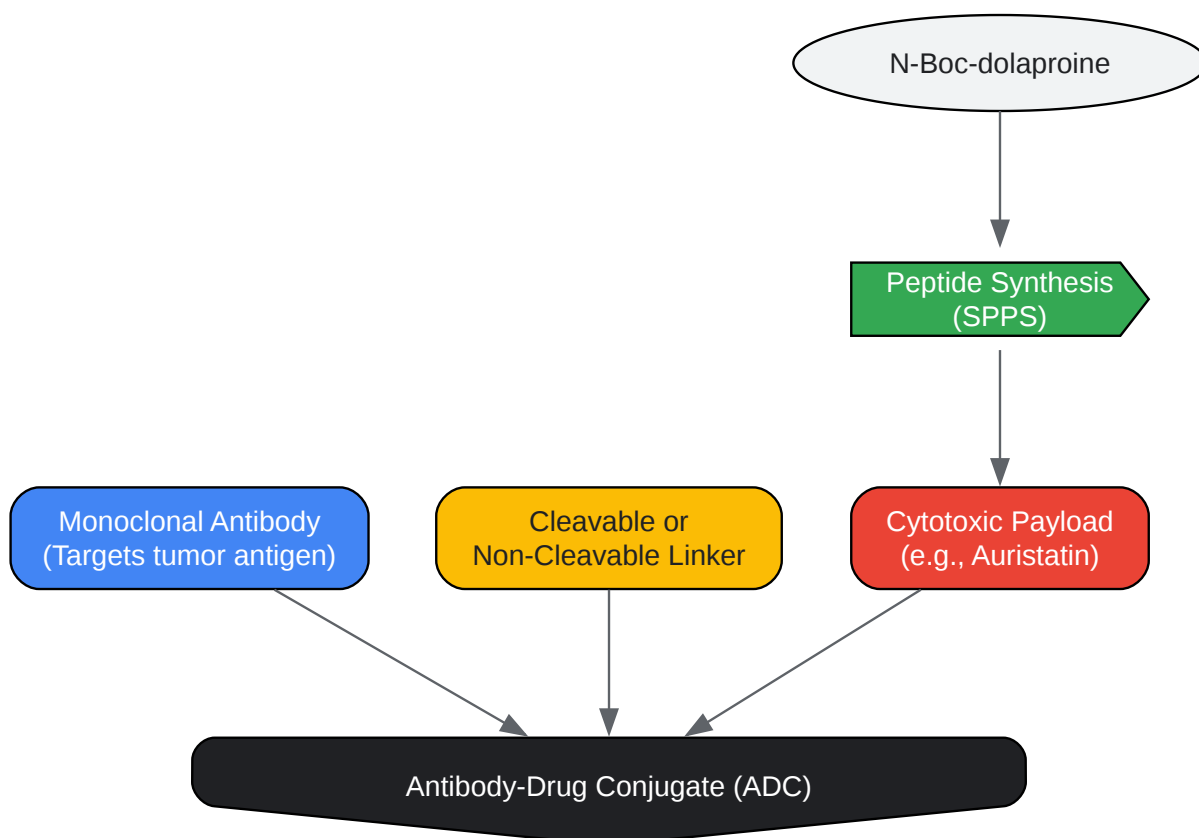 N-Boc-dolaproine
Peptide Synthesis
(SPPS)
Monoclonal Antibody
(Targets tumor antigen)
Cleavable or
Non-Cleavable Linker
Cytotoxic Payload
(e.g., Auristatin)
Antibody-Drug Conjugate (ADC)